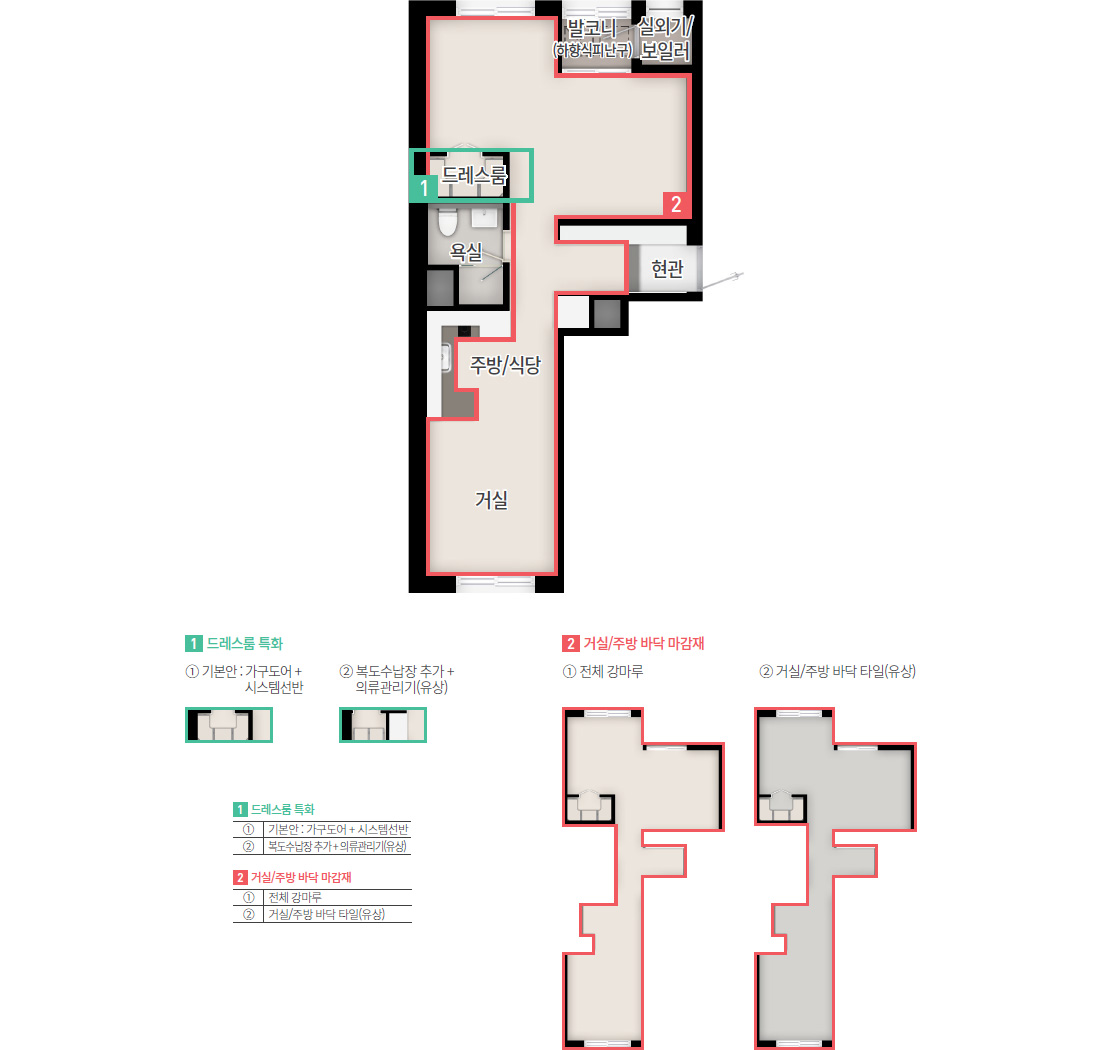 발코니
(하향식피난구)
실외기/
보일러
드레스룸
1
2
욕실
현관
주방/식당
거실
1 드레스룸 특화
① 기본안 : 가구도어 +
시스템선반
② 복도수납장 추가 +
의류관리기(유상)
2 거실/주방 바닥 마감재
① 전체 강마루
② 거실/주방 바닥 타일(유상)
1 드레스룸 특화
① 기본안 : 가구도어 + 시스템선반
② 복도수납장 추가 + 의류관리기(유상)
2 거실/주방 바닥 마감재
① 전체 강마루
② 거실/주방 바닥 타일(유상)